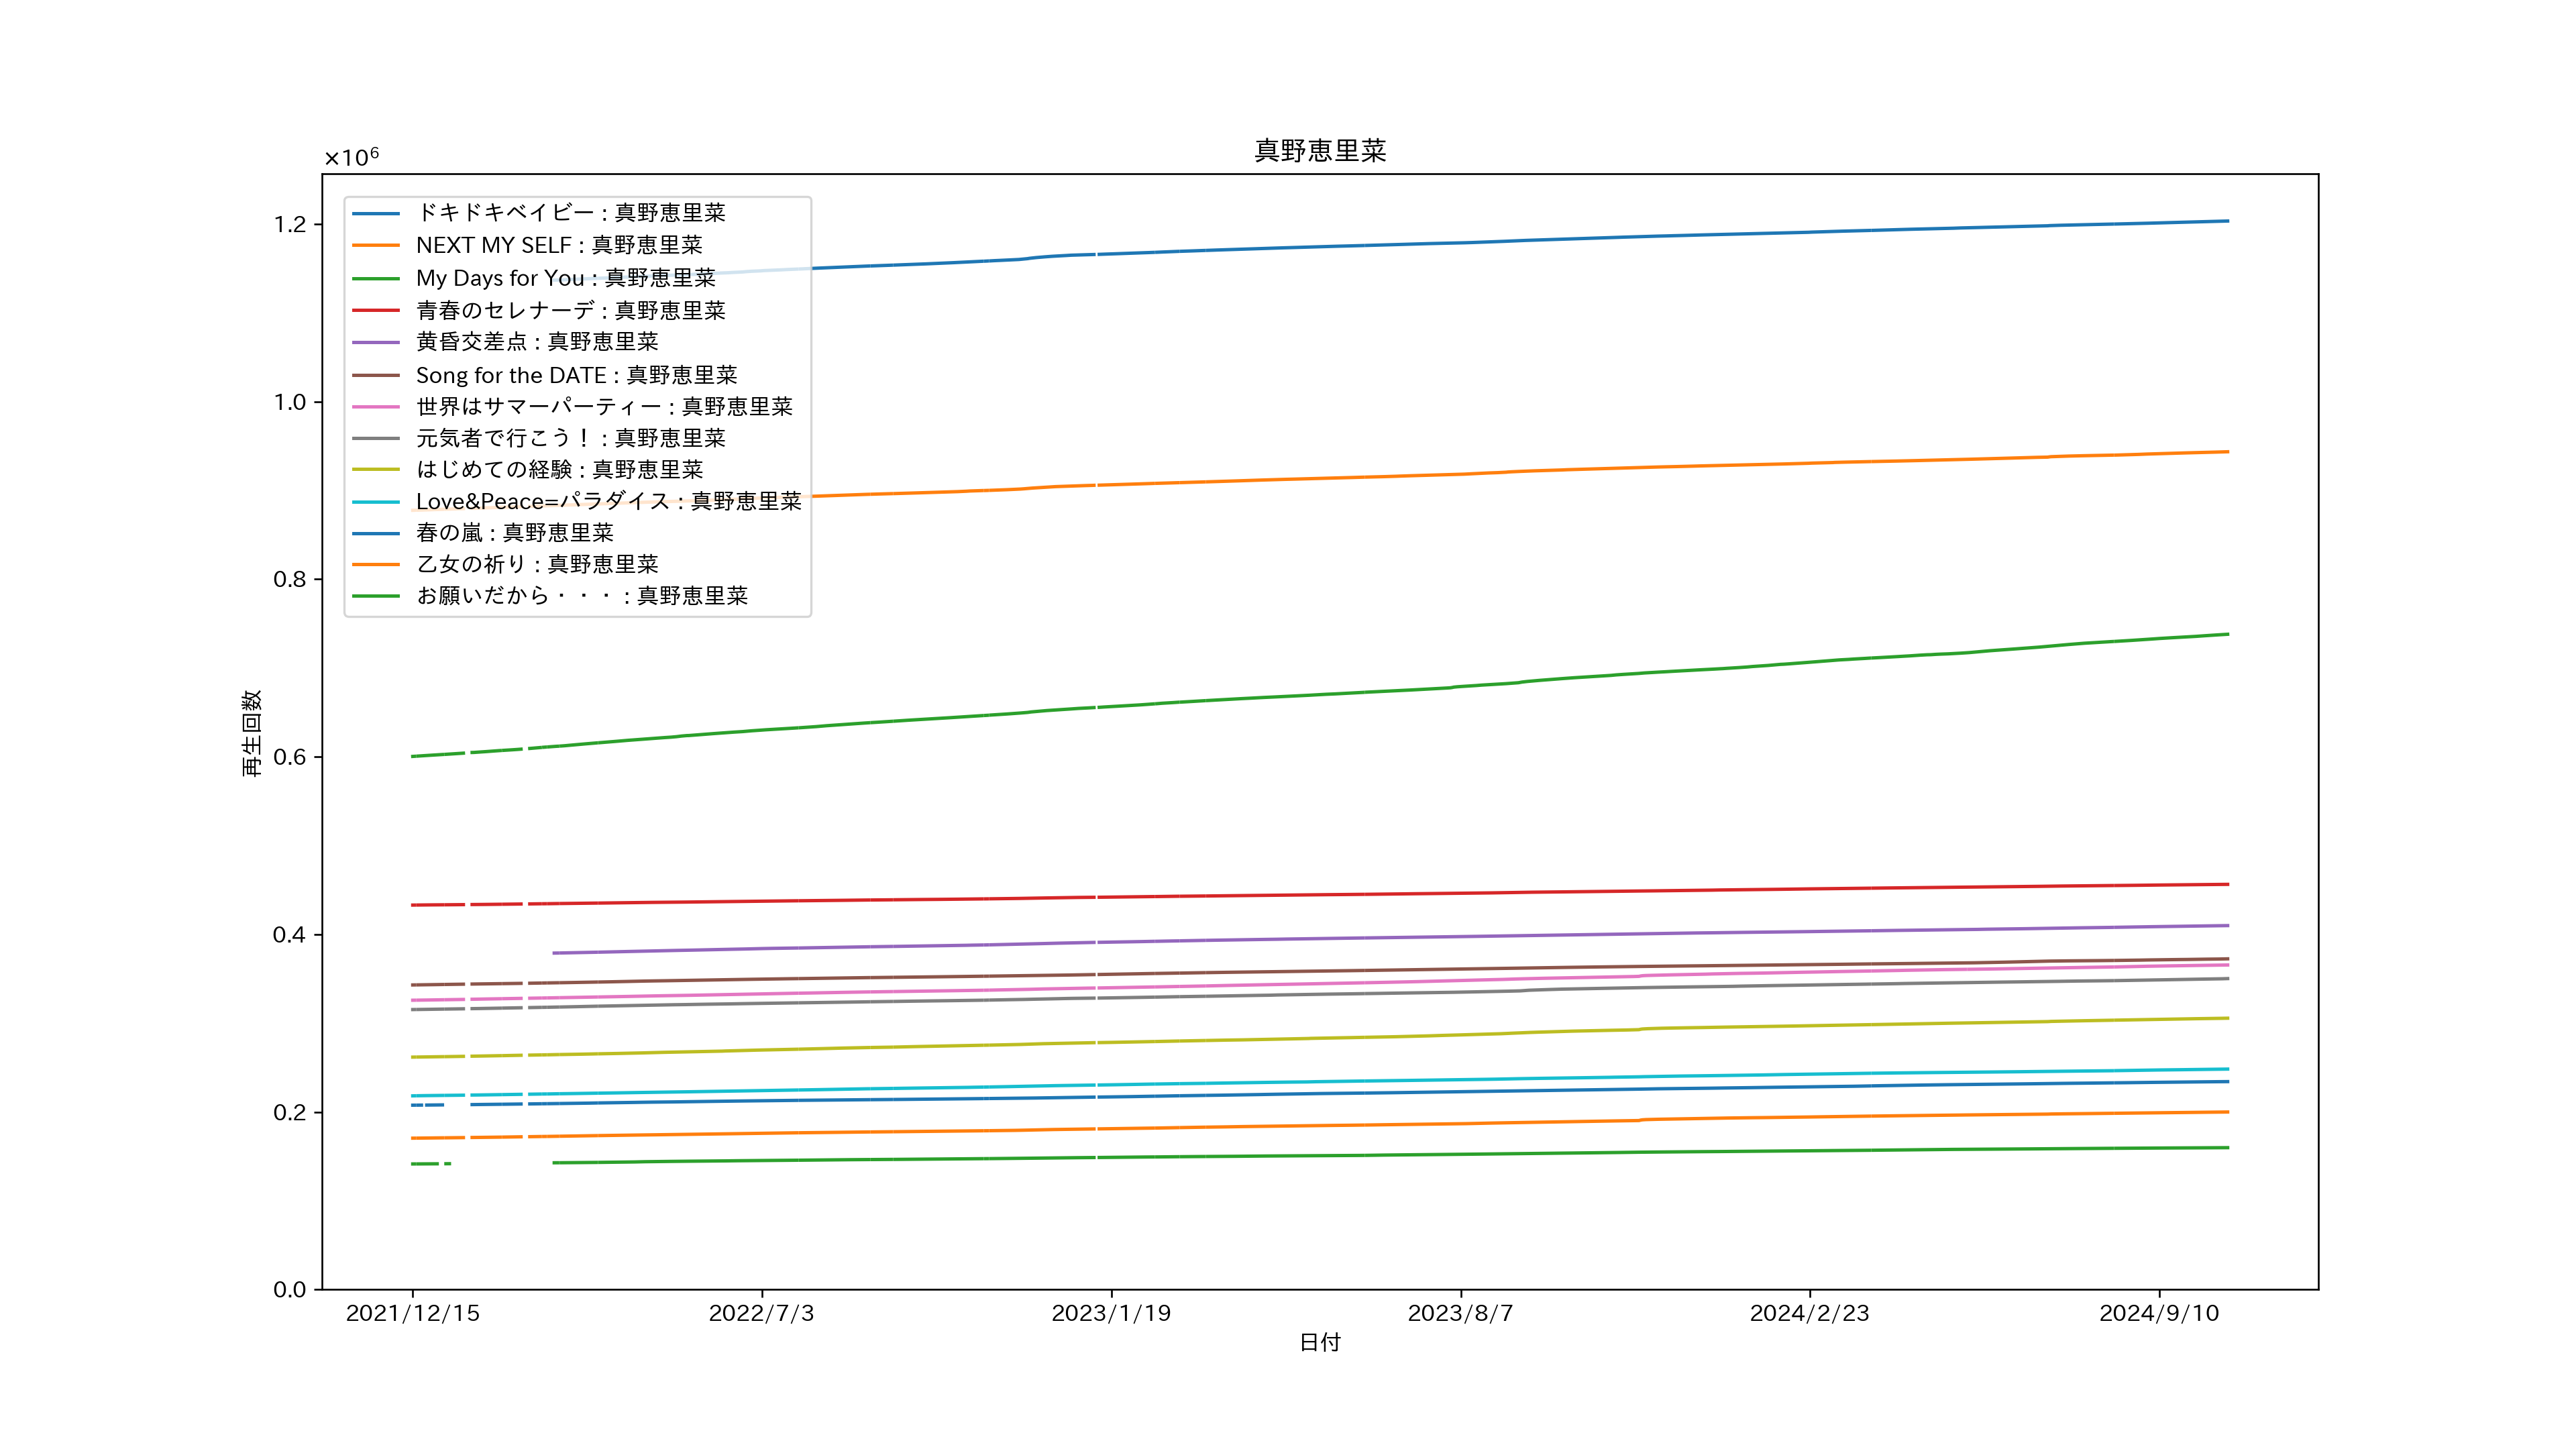 真野恵里菜
×10⁶
ドキドキベイビー : 真野恵里菜
NEXT MY SELF : 真野恵里菜
My Days for You : 真野恵里菜
青春のセレナーデ : 真野恵里菜
黄昏交差点 : 真野恵里菜
Song for the DATE : 真野恵里菜
世界はサマーパーティー : 真野恵里菜
元気者で行こう！ : 真野恵里菜
はじめての経験 : 真野恵里菜
Love&Peace=パラダイス : 真野恵里菜
春の嵐 : 真野恵里菜
乙女の祈り : 真野恵里菜
お願いだから・・・ : 真野恵里菜
1.2
1.0
0.8
0.6
0.4
0.2
0.0
再生回数
2021/12/15
2022/7/3
2023/1/19
2023/8/7
2024/2/23
2024/9/10
日付